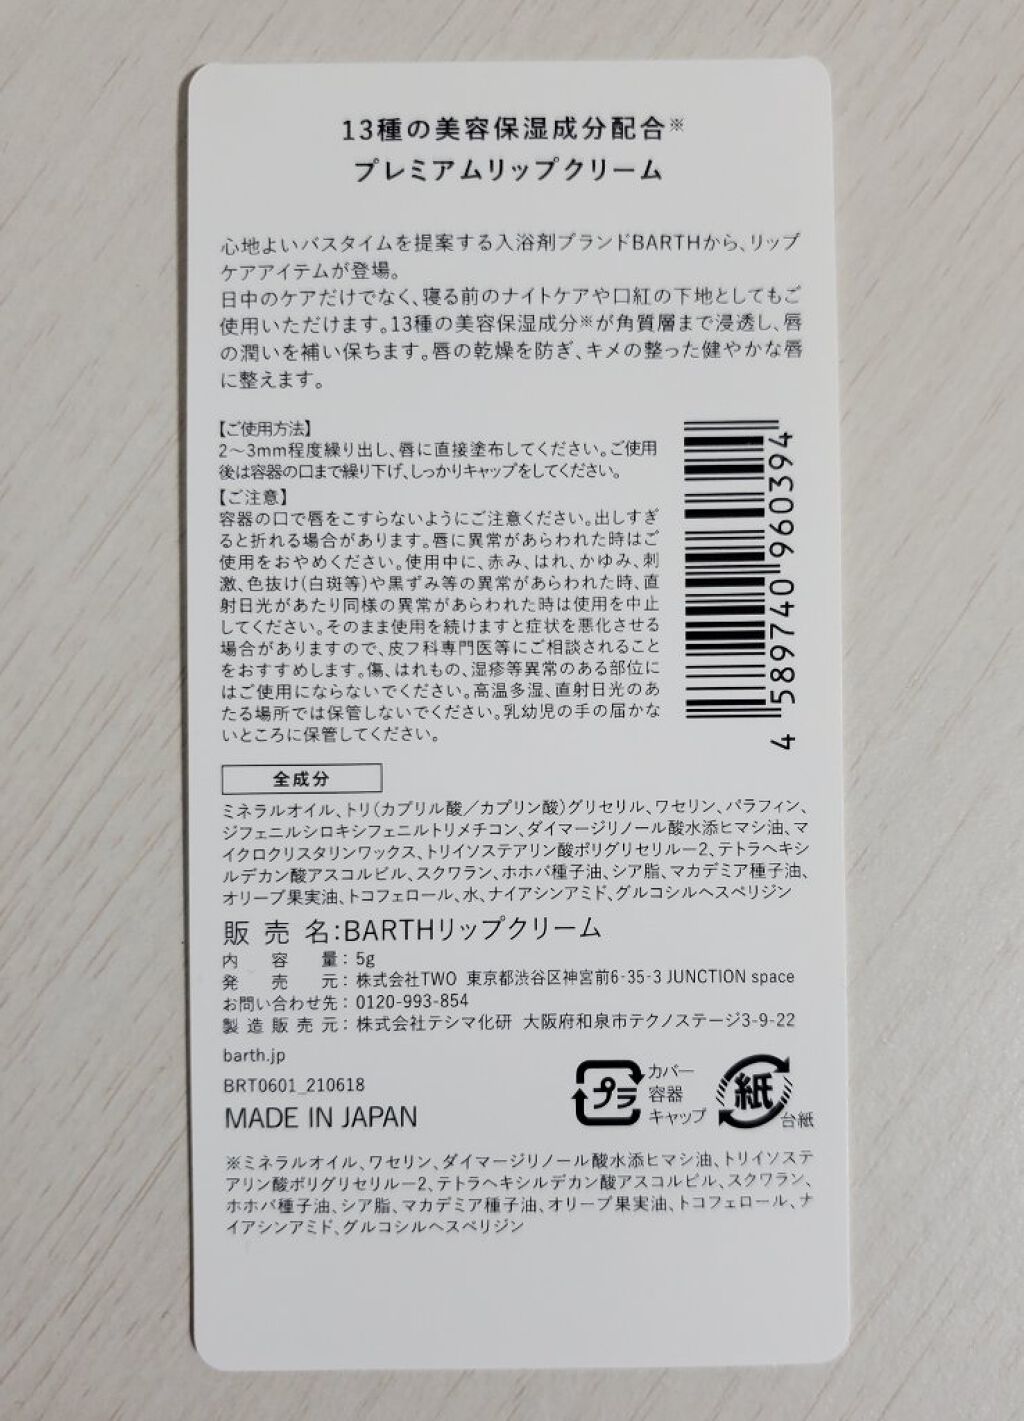 13種の美容保湿成分配合※
プレミアムリップクリーム
心地よいバスタイムを提案する入浴剤ブランドBARTHから、リップ
ケアアイテムが登場。
日中のケアだけでなく、寝る前のナイトケアや口紅の下地としてもご
使用いただけます。13種の美容保湿成分※が角質層まで浸透し、唇
の潤いを補い保ちます。唇の乾燥を防ぎ、キメの整った健やかな唇
に整えます。
【ご使用方法】
2〜3mm程度繰り出し、唇に直接塗布してください。ご使用
後は容器の口まで繰り下げ、しっかりキャップをしてください。
【ご注意】
容器の口で唇をこすらないようにご注意ください。出しすぎ
ると折れる場合があります。唇に異常があらわれた時はご
使用をおやめください。使用中に、赤み、はれ、かゆみ、刺
激、色抜け(白斑等)や黒ずみ等の異常があらわれた時、直
射日光があたり同様の異常があらわれた時は使用を中止
してください。そのまま使用を続けますと症状を悪化させる
場合がありますので、皮フ科専門医等にご相談されること
をおすすめします。傷、はれもの、湿疹等異常のある部位に
はご使用にならないでください。高温多湿、直射日光のあ
たる場所では保管しないでください。乳幼児の手の届かな
いところに保管してください。
4 589740 960394
全成分
ミネラルオイル、トリ(カプリル酸/カプリン酸)グリセリル、ワセリン、パラフィン、
ジフェニルシロキシフェニルトリメチコン、ダイマージリノール酸水添ヒマシ油、マ
イクロクリスタリンワックス、トリイソステアリン酸ポリグリセリル-2、テトラヘキシ
ルデカン酸アスコルビル、スクワラン、ホホバ種子油、シア脂、マカデミア種子油、
オリーブ果実油、トコフェロール、水、ナイアシンアミド、グルコシルヘスペリジン
販売名:BARTHリップクリーム
内容量:5g
発売元:株式会社TWO 東京都渋谷区神宮前6-35-3 JUNCTION space
お問い合わせ先:0120-993-854
製造販売元:株式会社テシマ化研 大阪府和泉市テクノステージ3-9-22
barth.jp
BRT0601_210618
MADE IN JAPAN
プラ
カバー
容器
キャップ
紙
台紙
※ミネラルオイル、ワセリン、ダイマージリノール酸水添ヒマシ油、トリイソステ
アリン酸ポリグリセリル-2、テトラヘキシルデカン酸アスコルビル、スクワラン、
ホホバ種子油、シア脂、マカデミア種子油、オリーブ果実油、トコフェロール、ナ
イアシンアミド、グルコシルヘスペリジン